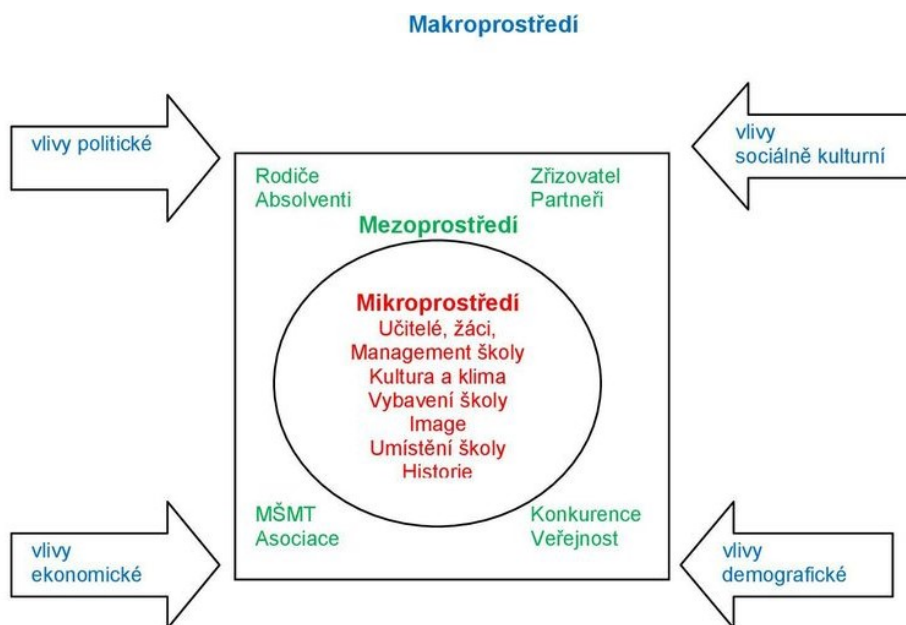 Makroprostředí
vlivy politické
vlivy
sociálně kulturní
Rodiče
Absolventi
Zřizovatel
Partneři
Mezoprostředí
Mikroprostředí
Učitelé, žáci,
Management školy
Kultura a klima
Vybavení školy
Image
Umístění školy
Historie
MŠMT
Asociace
Konkurence
Veřejnost
vlivy
ekonomické
vlivy
demografické